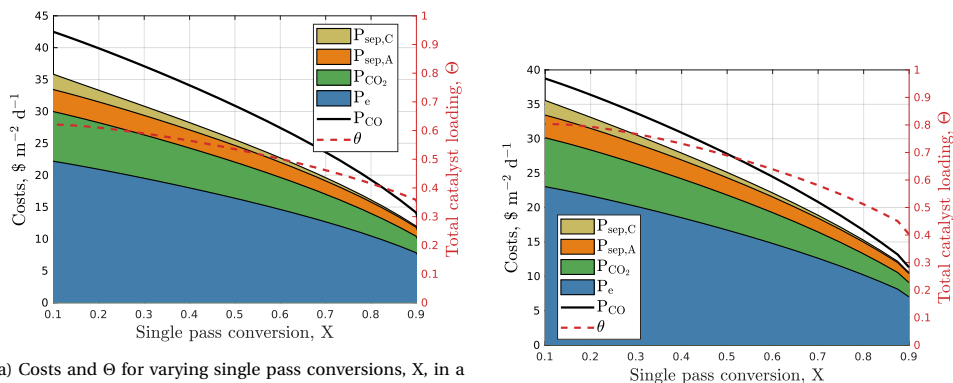 45
40
35
30
25
20
15
10
5
0
Costs, $ m⁻² d⁻¹
1
0.9
0.8
0.7
0.6
0.5
0.4
0.3
0.2
0.1
0
Total catalyst loading, Θ
P_sep,C
P_sep,A
P_CO₂
P_e
P_CO
θ
0.1 0.2 0.3 0.4 0.5 0.6 0.7 0.8 0.9
Single pass conversion, X
a) Costs and Θ for varying single pass conversions, X, in a
40
35
30
25
20
15
10
5
0
Costs, $ m⁻² d⁻¹
1
0.9
0.8
0.7
0.6
0.5
0.4
0.3
0.2
0.1
0
Total catalyst loading, Θ
P_sep,C
P_sep,A
P_CO₂
P_e
P_CO
θ
0.1 0.2 0.3 0.4 0.5 0.6 0.7 0.8 0.9
Single pass conversion, X